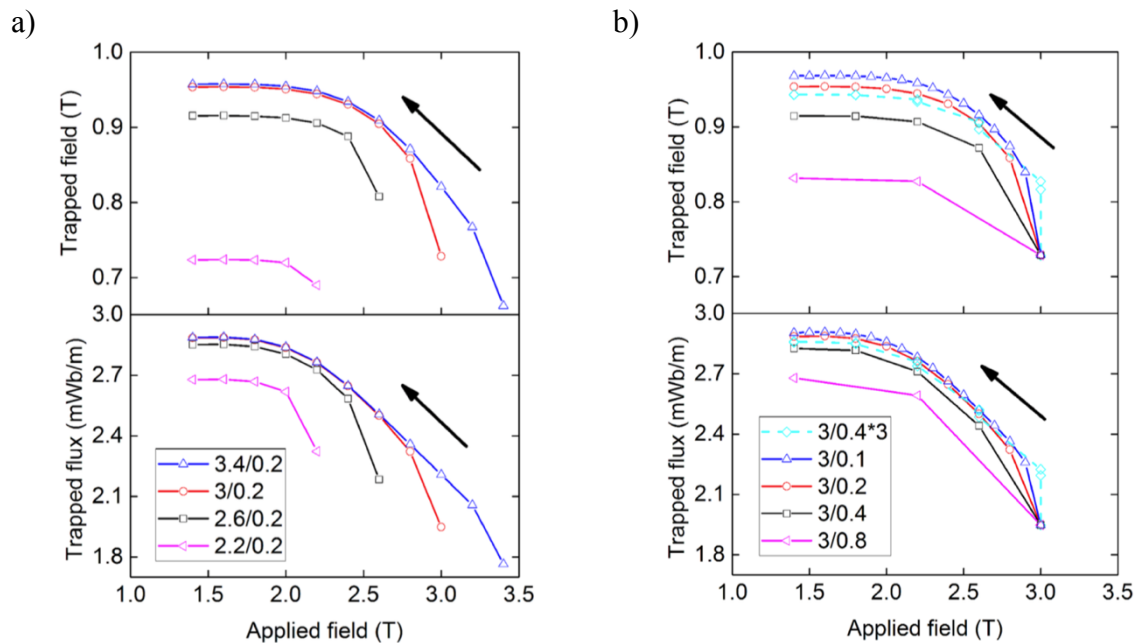 a)
1.0
0.9
0.8
0.7
3.0
2.7
2.4
2.1
1.8
Trapped field (T)
Trapped flux (mWb/m)
3.4/0.2
3/0.2
2.6/0.2
2.2/0.2
1.0 1.5 2.0 2.5 3.0 3.5
Applied field (T)
b)
1.0
0.9
0.8
0.7
3.0
2.7
2.4
2.1
1.8
Trapped field (T)
Trapped flux (mWb/m)
3/0.4*3
3/0.1
3/0.2
3/0.4
3/0.8
1.0 1.5 2.0 2.5 3.0 3.5
Applied field (T)